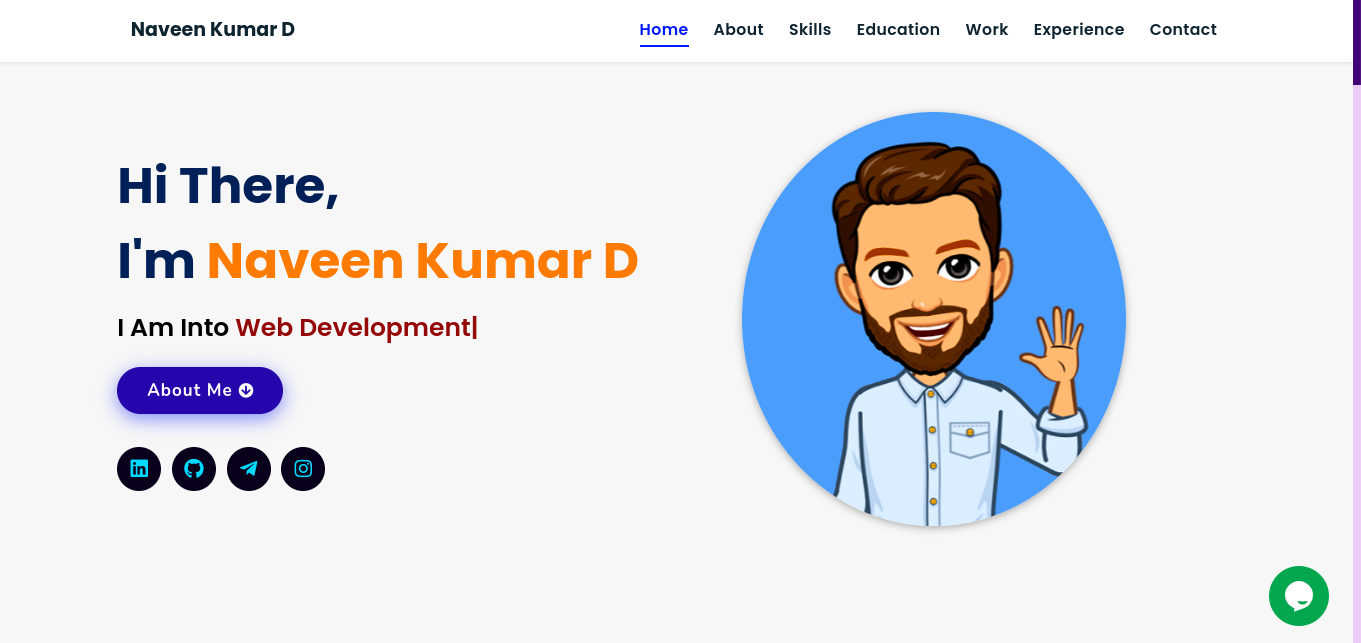 Naveen Kumar D
Home About Skills Education Work Experience Contact
Hi There,
I'm Naveen Kumar D
I Am Into Web Development|
About Me